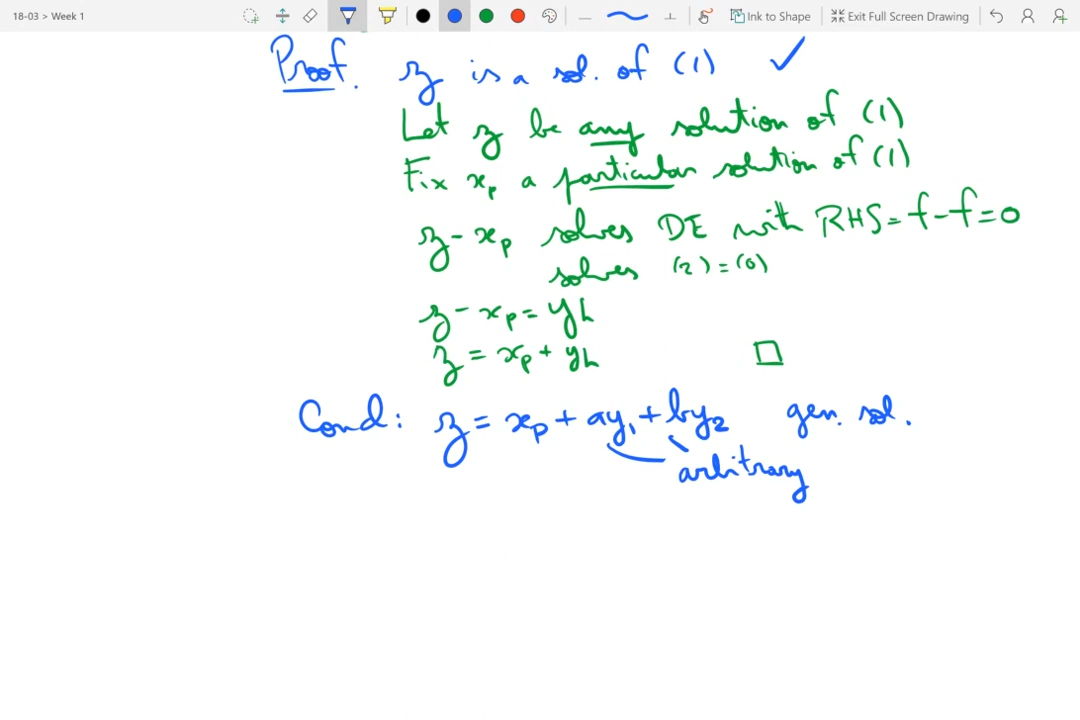 18-03 > Week 1
Ink to Shape
Exit Full Screen Drawing
Proof. z is a sol. of (1) ✓
Let z be any solution of (1)
Fix xₚ a particular solution of (1)
z - xₚ solves DE with RHS = f - f = 0
solves (2) = (0)
z - xₚ = yh
z = xₚ + yh □
Cond: z = xₚ + ay₁ + by₂ gen. sol.
arbitrary